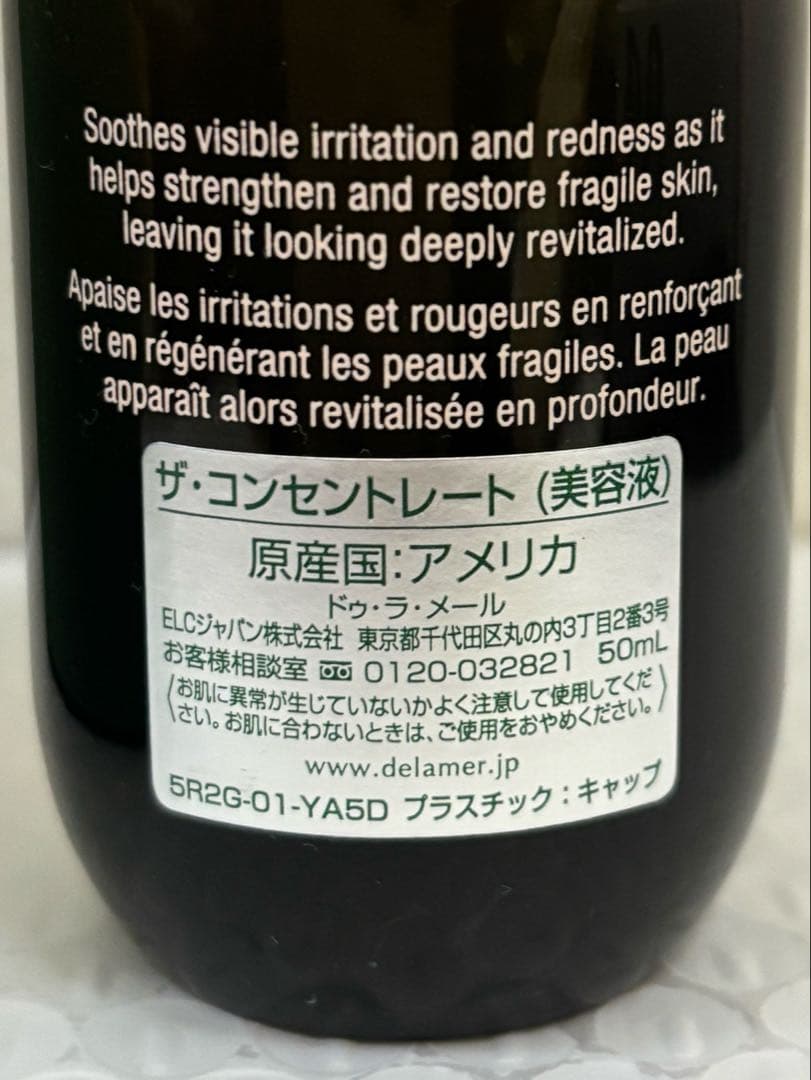 Soothes visible irritation and redness as it
helps strengthen and restore fragile skin,
leaving it looking deeply revitalized.
Apaise les irritations et rougeurs en renforçant
et en régénérant les peaux fragiles. La peau
apparaît alors revitalisée en profondeur.
ザ・コンセントレート (美容液)
原産国:アメリカ
ドゥ・ラ・メール
ELCジャパン株式会社 東京都千代田区丸の内3丁目2番3号
お客様相談室 0120-032821 50mL
〈お肌に異常が生じていないかよく注意して使用してくだ
さい。お肌に合わないときは、ご使用をおやめください。〉
www.delamer.jp
5R2G-01-YA5D プラスチック:キャップ